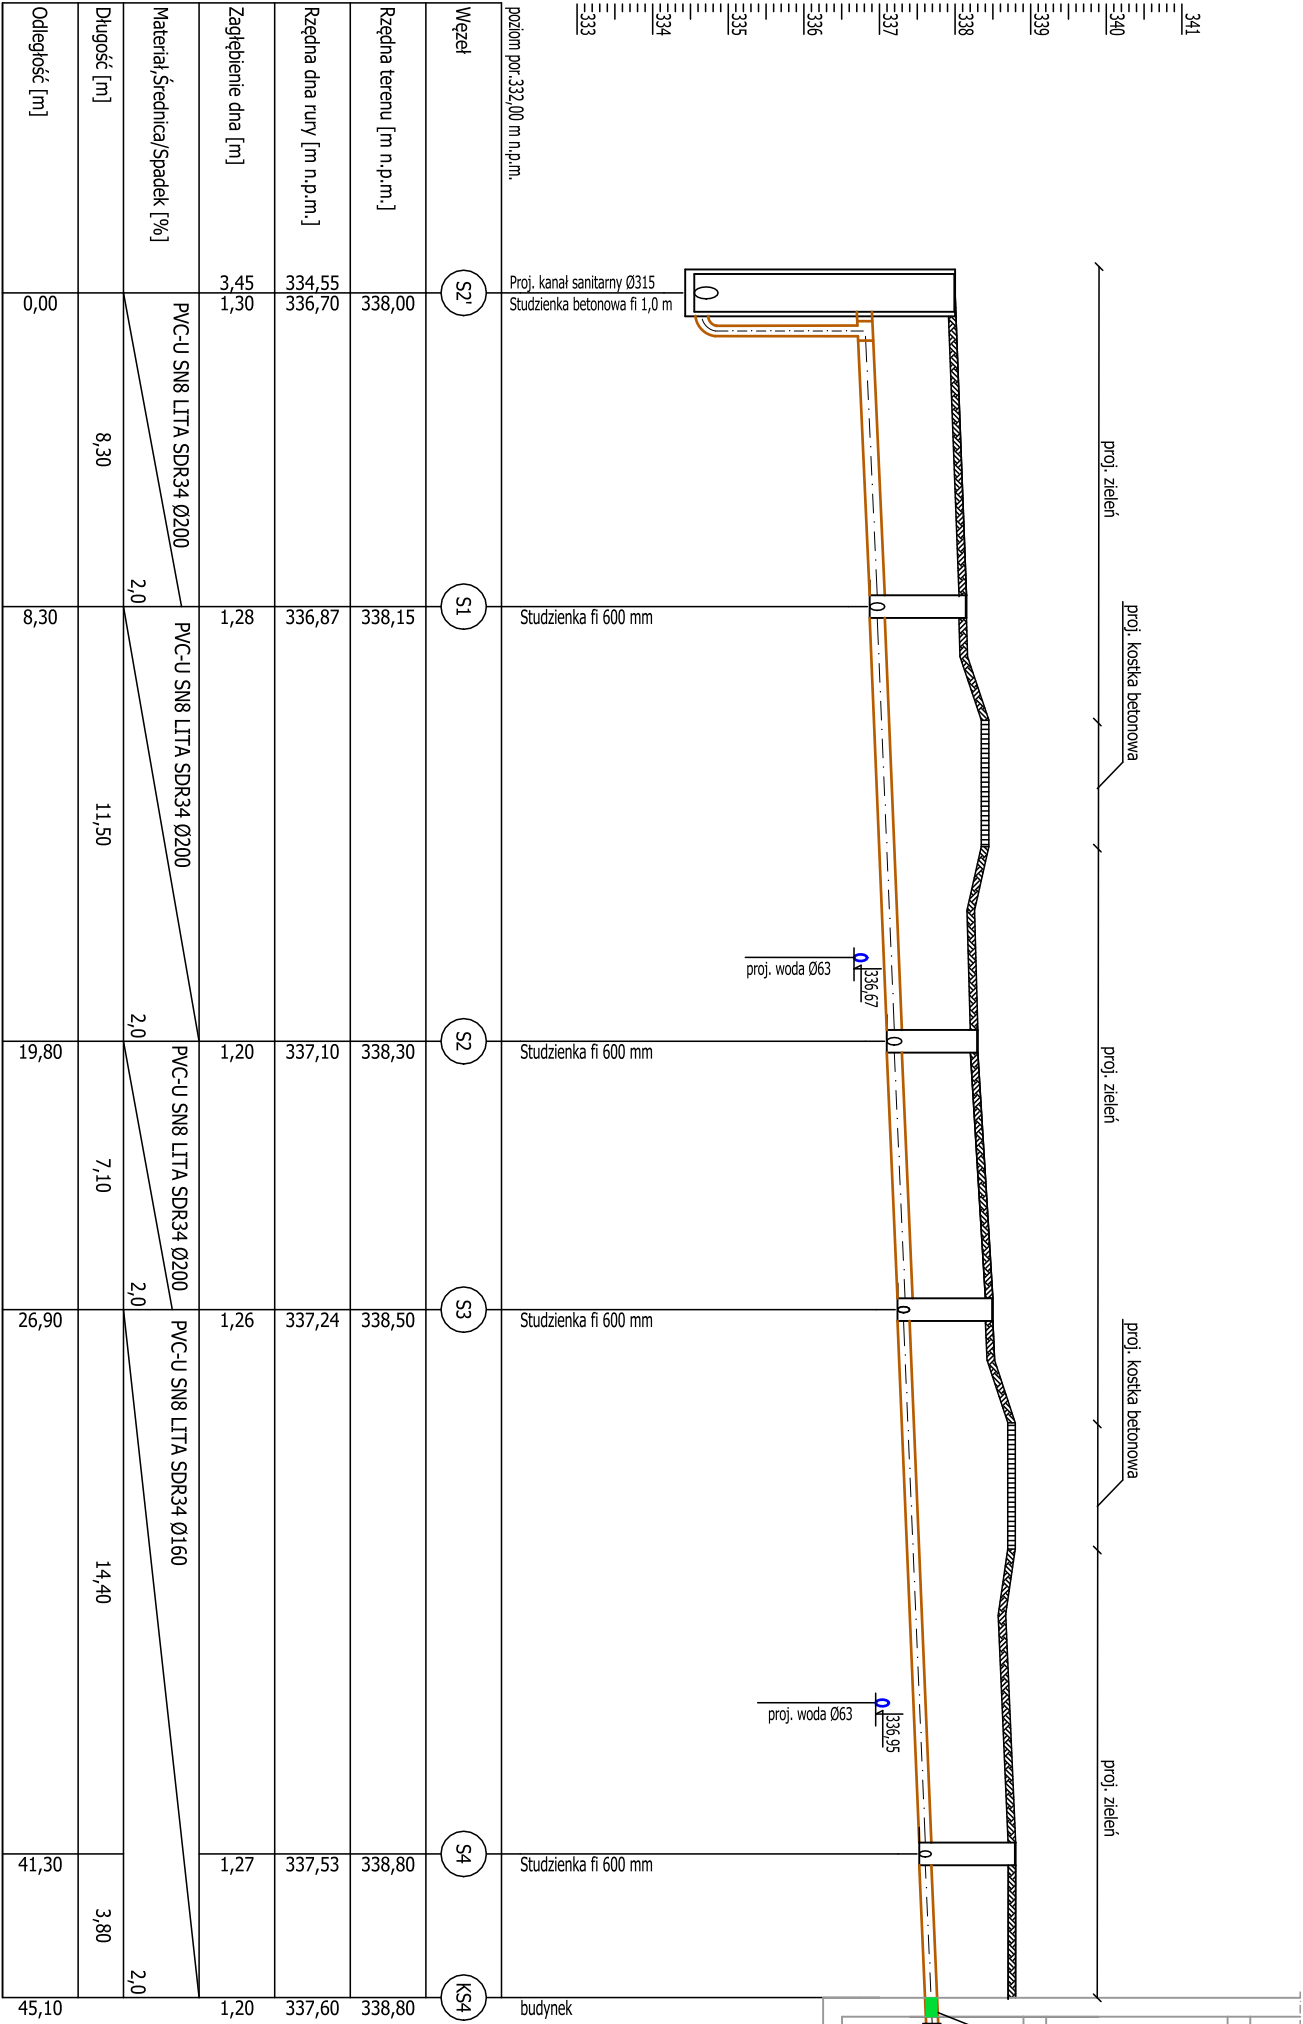 341
340
339
338
337
336
335
334
333
proj. zieleń
proj. kostka betonowa
proj. zieleń
proj. kostka betonowa
proj. zieleń
336,67
proj. woda Ø63
336,95
proj. woda Ø63
poziom por.332,00 m n.p.m.
Proj. kanał sanitarny Ø315
Studzienka betonowa fi 1,0 m
Studzienka fi 600 mm
Studzienka fi 600 mm
Studzienka fi 600 mm
Studzienka fi 600 mm
budynek
Węzeł S2' S1 S2 S3 S4 KS4
Rzędna terenu [m n.p.m.] 338,00 338,15 338,30 338,50 338,80 338,80
334,55
Rzędna dna rury [m n.p.m.] 336,70 336,87 337,10 337,24 337,53 337,60
3,45
Zagłębienie dna [m] 1,30 1,28 1,20 1,26 1,27 1,20
Materiał,Średnica/Spadek [%]
PVC-U SN8 LITA SDR34 Ø200
2,0
PVC-U SN8 LITA SDR34 Ø200
2,0
PVC-U SN8 LITA SDR34 Ø200
2,0
PVC-U SN8 LITA SDR34 Ø160
2,0
Długość [m] 8,30 11,50 7,10 14,40 3,80
Odległość [m] 0,00 8,30 19,80 26,90 41,30 45,10